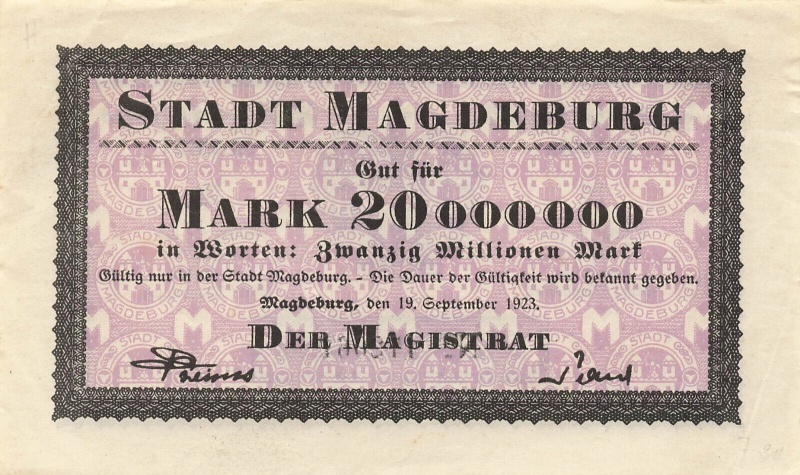 STADT MAGDEBURG
Gut für
MARK 20000000
in Worten: Zwanzig Millionen Mark
Gültig nur in der Stadt Magdeburg. - Die Dauer der Gültigkeit wird bekannt gegeben.
Magdeburg, den 19. September 1923.
DER MAGISTRAT